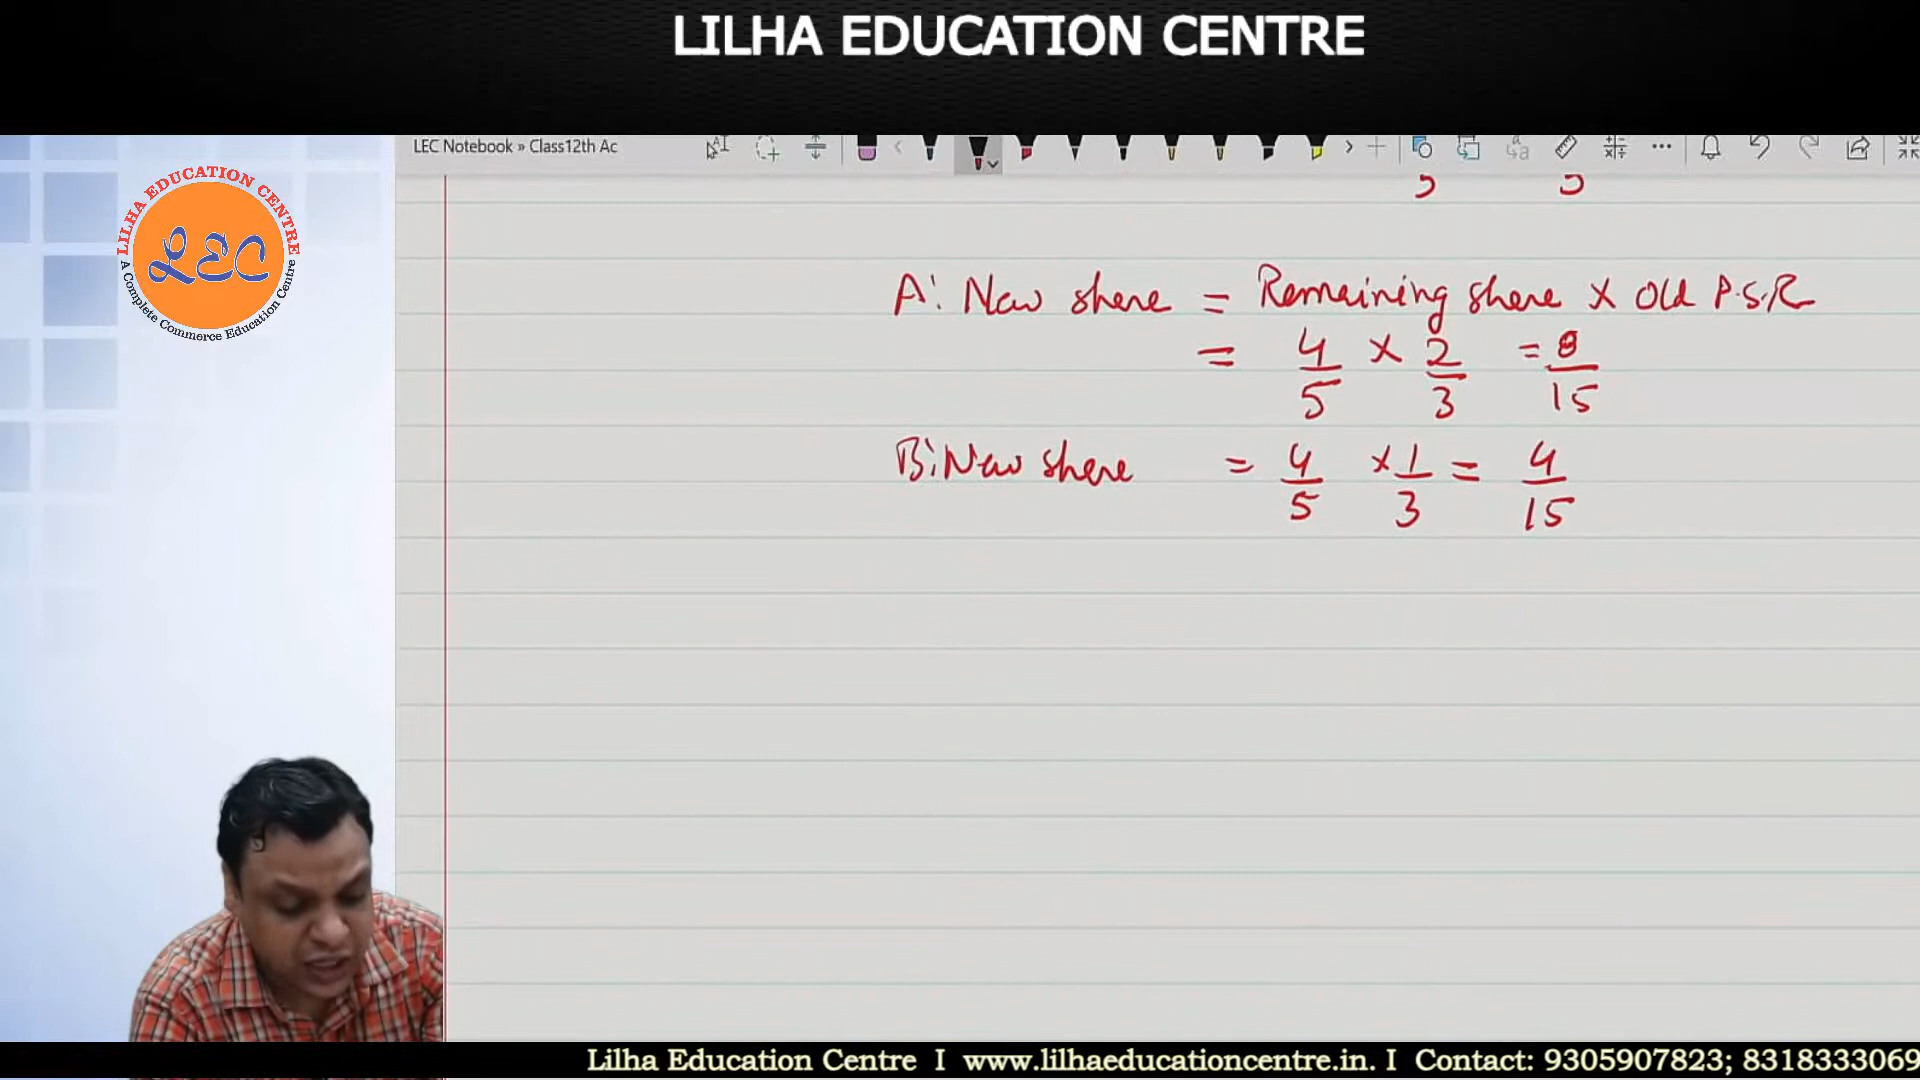 LILHA EDUCATION CENTRE
LEC Notebook » Class12th Ac
LILHA EDUCATION CENTRE
LEC
A Complete Commerce Education Centre
5 5
A: New share = Remaining share × Old P.S.R
= 4/5 × 2/3 = 8/15
B: New share = 4/5 × 1/3 = 4/15
Lilha Education Centre I www.lilhaeducationcentre.in. I Contact: 9305907823; 8318333069